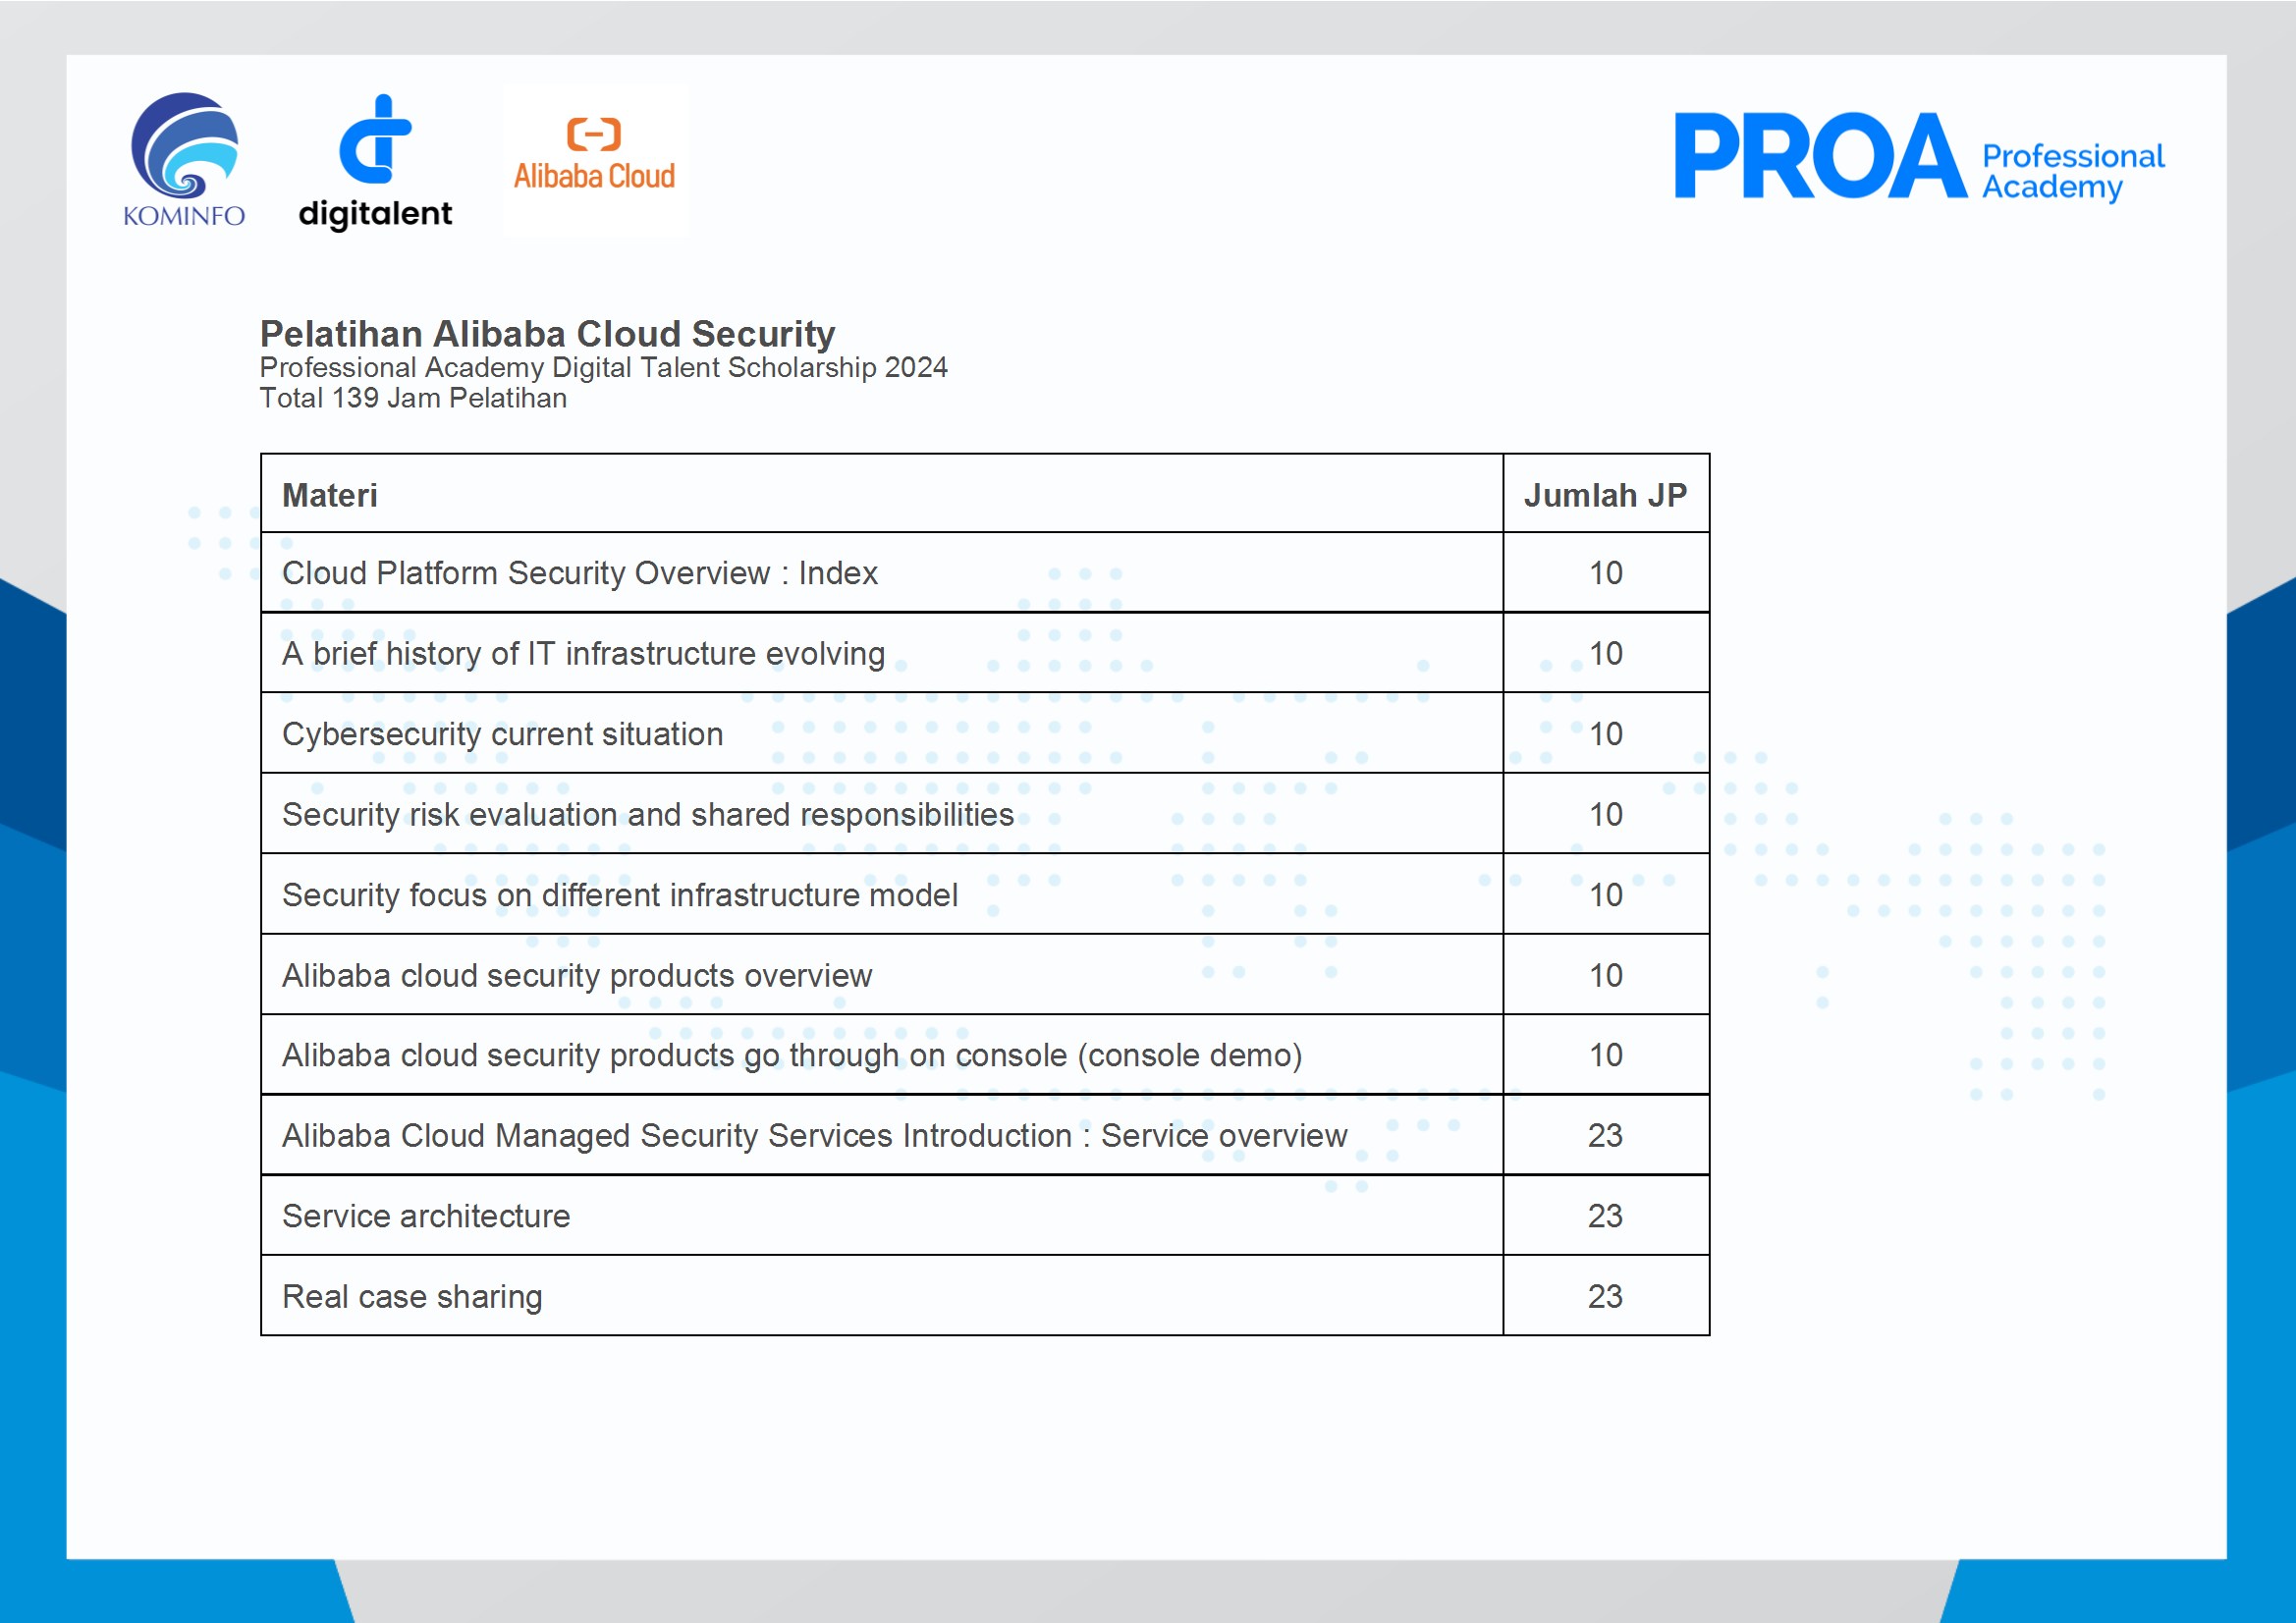 KOMINFO
digitalent
Alibaba Cloud
PROA Professional
Academy
Pelatihan Alibaba Cloud Security
Professional Academy Digital Talent Scholarship 2024
Total 139 Jam Pelatihan
Materi Jumlah JP
Cloud Platform Security Overview : Index 10
A brief history of IT infrastructure evolving 10
Cybersecurity current situation 10
Security risk evaluation and shared responsibilities 10
Security focus on different infrastructure model 10
Alibaba cloud security products overview 10
Alibaba cloud security products go through on console (console demo) 10
Alibaba Cloud Managed Security Services Introduction : Service overview 23
Service architecture 23
Real case sharing 23